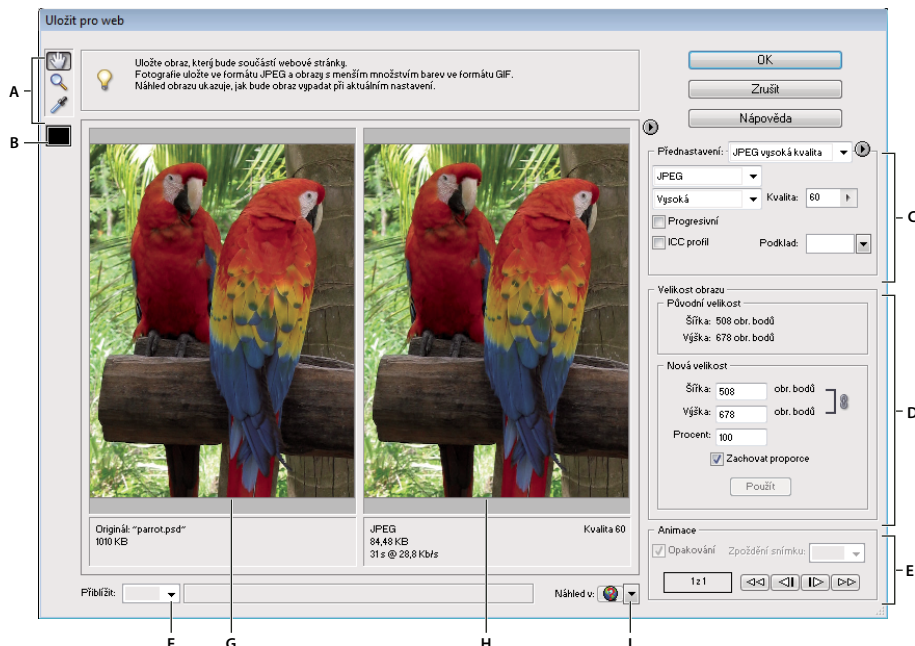 Uložit pro web
Uložte obraz, který bude součástí webové stránky.
Fotografie uložte ve formátu JPEG a obrazy s menším množstvím barev ve formátu GIF.
Náhled obrazu ukazuje, jak bude obraz vypadat při aktuálním nastavení.
OK
Zrušit
Nápověda
A
B
Přednastavení: JPEG vysoká kvalita
JPEG
Vysoká Kvalita: 60
Progresivní
ICC profil Podklad:
C
Velikost obrazu
Původní velikost
Šířka: 508 obr. bodů
Výška: 678 obr. bodů
Nová velikost
Šířka: 508 obr. bodů
Výška: 678 obr. bodů
Procent: 100
Zachovat proporce
Použít
D
Originál: "parrot.psd"
1010 KB
JPEG Kvalita 60
84,48 KB
31 s @ 28,8 Kb/s
Animace
Opakování Zpoždění snímku:
1 z 1
E
Přiblížit: Náhled v:
F G H I